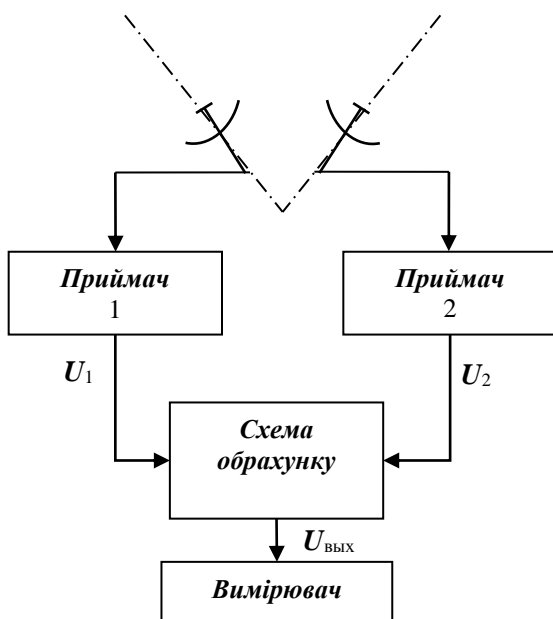 Приймач
1
Приймач
2
U1
U2
Схема
обрахунку
Uвых
Вимірювач